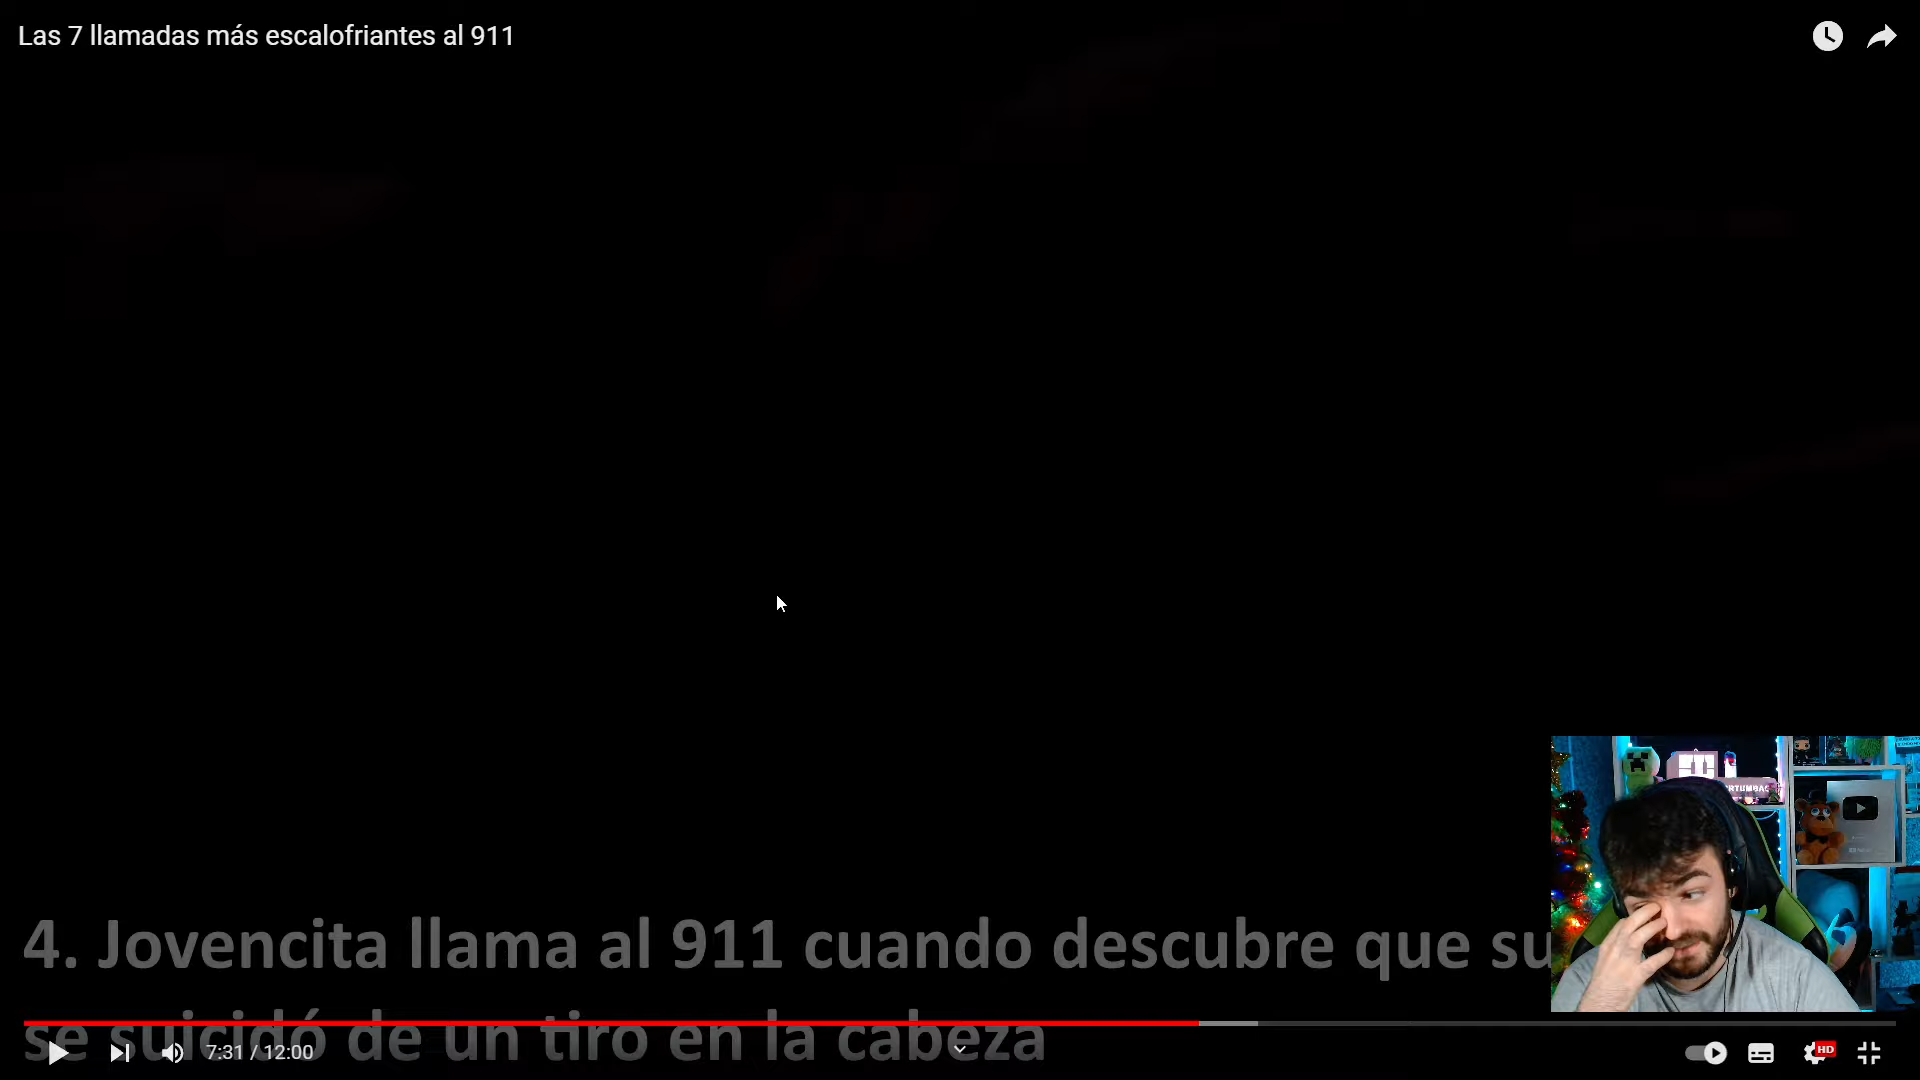 Las 7 llamadas más escalofriantes al 911
4. Jovencita llama al 911 cuando descubre que su
se suicidó de un tiro en la cabeza
7:31 / 12:00
HD